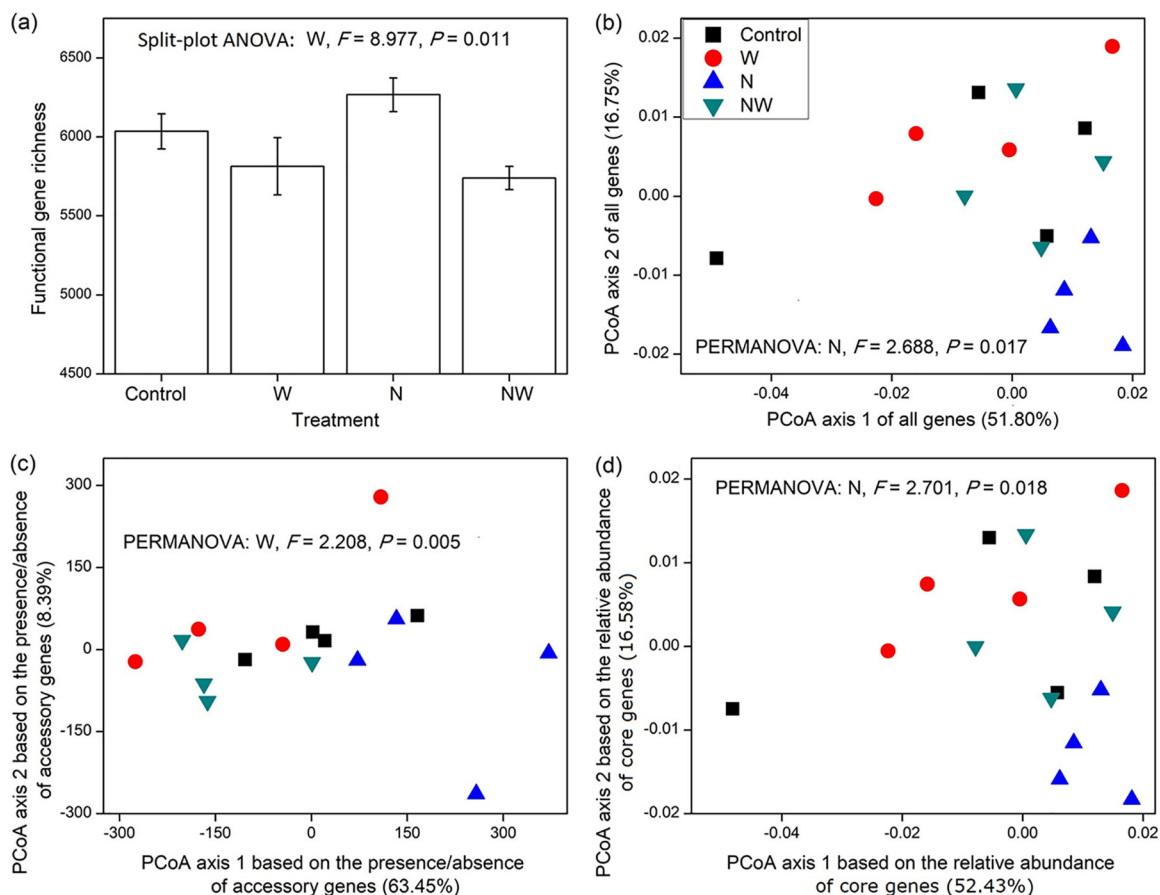 (a)
Split-plot ANOVA: W, F = 8.977, P = 0.011
Functional gene richness
6500
6000
5500
5000
4500
Control
W
N
NW
Treatment
(b)
Control
W
N
NW
PCoA axis 2 of all genes (16.75%)
0.02
0.01
0.00
-0.01
-0.02
PERMANOVA: N, F = 2.688, P = 0.017
-0.04
-0.02
0.00
0.02
PCoA axis 1 of all genes (51.80%)
(c)
PERMANOVA: W, F = 2.208, P = 0.005
PCoA axis 2 based on the presence/absence
of accessory genes (8.39%)
300
150
0
-150
-300
-300
-150
0
150
300
PCoA axis 1 based on the presence/absence
of accessory genes (63.45%)
(d)
PERMANOVA: N, F = 2.701, P = 0.018
PCoA axis 2 based on the relative abundance
of core genes (16.58%)
0.02
0.01
0.00
-0.01
-0.02
-0.04
-0.02
0.00
0.02
PCoA axis 1 based on the relative abundance
of core genes (52.43%)